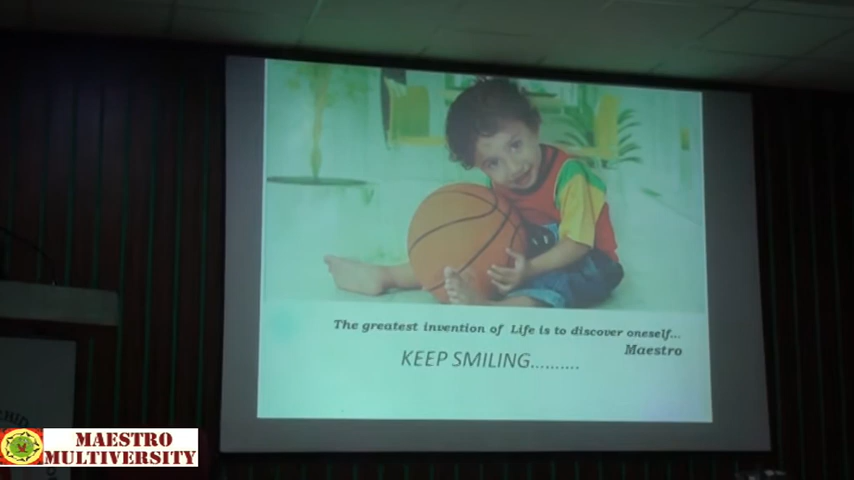 The greatest invention of Life is to discover oneself...
Maestro
KEEP SMILING..........
MAESTRO
MULTIVERSITY